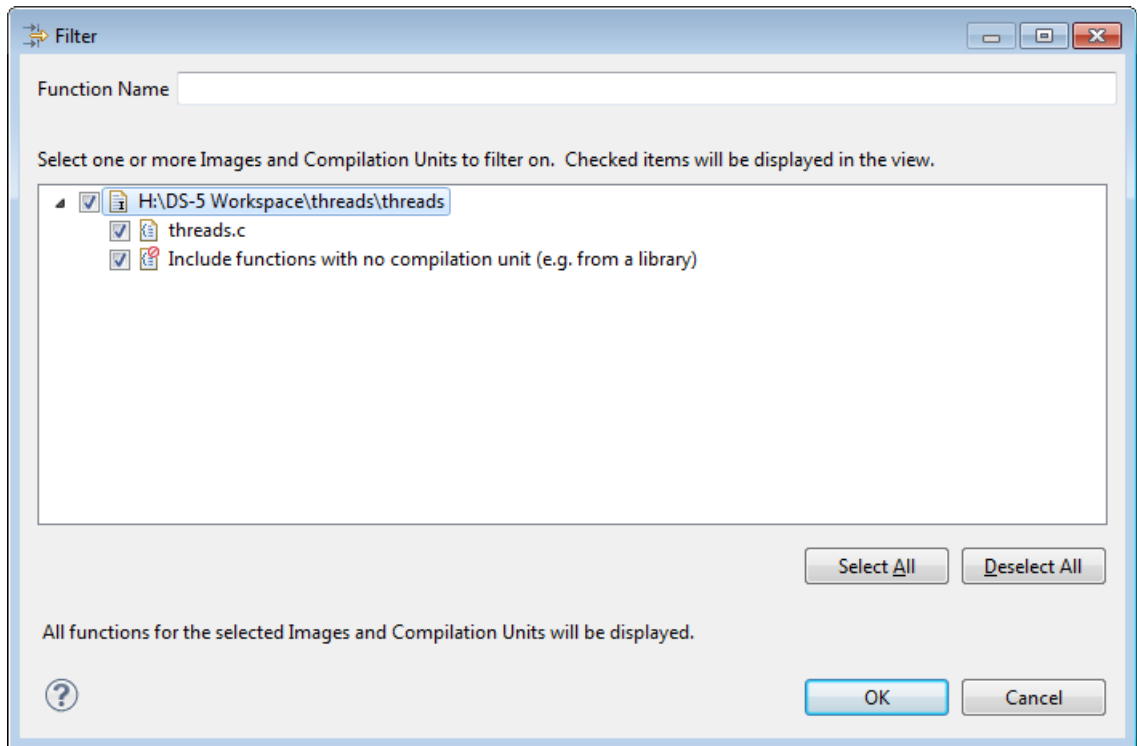 Filter
Function Name
Select one or more Images and Compilation Units to filter on.  Checked items will be displayed in the view.
H:\DS-5 Workspace\threads\threads
threads.c
Include functions with no compilation unit (e.g. from a library)
Select All Deselect All
All functions for the selected Images and Compilation Units will be displayed.
? OK Cancel